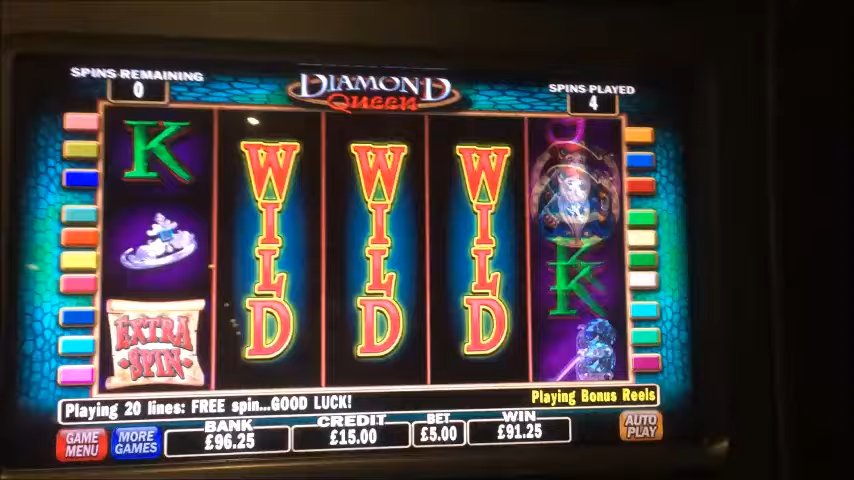 SPINS REMAINING
0
DIAMOND
QUEEN
SPINS PLAYED
4
K
WILD
WILD
WILD
K
EXTRA
SPIN
Playing 20 lines: FREE spin...GOOD LUCK!
Playing Bonus Reels
GAME
MENU
MORE
GAMES
BANK
£96.25
CREDIT
£15.00
BET
£5.00
WIN
£91.25
AUTO
PLAY